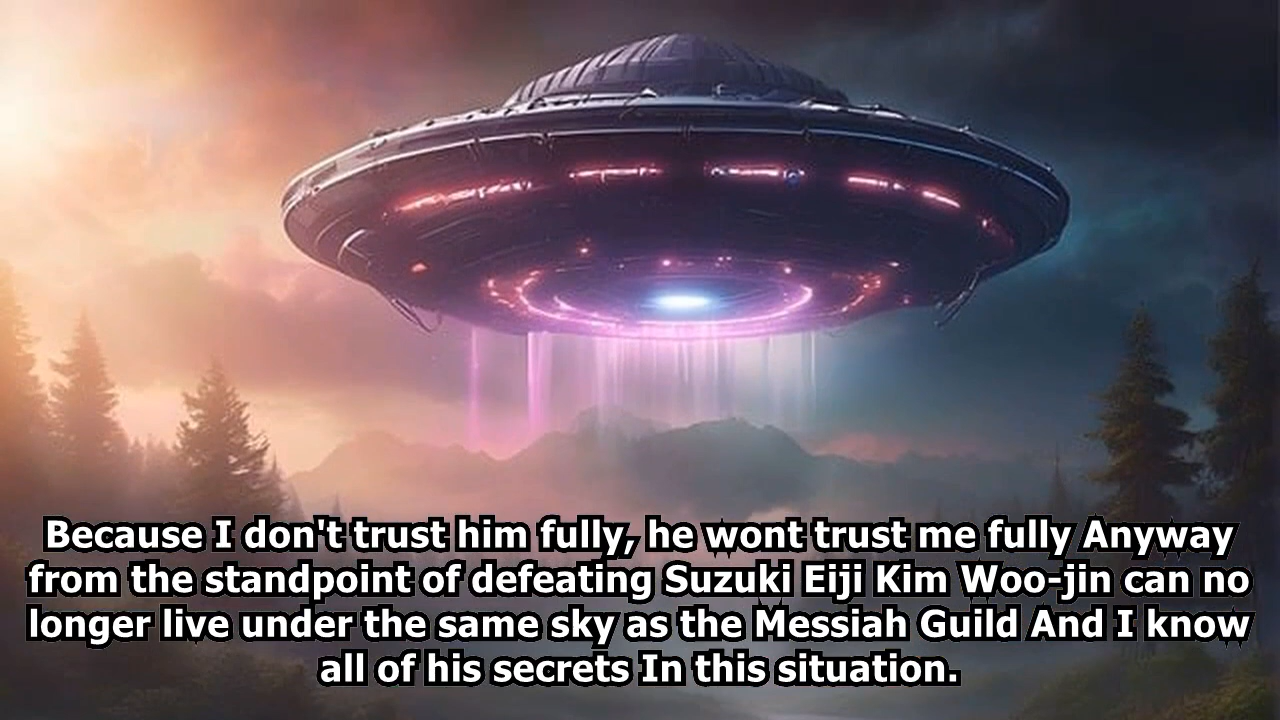 Because I don't trust him fully, he wont trust me fully Anyway
from the standpoint of defeating Suzuki Eiji Kim Woo-jin can no
longer live under the same sky as the Messiah Guild And I know
all of his secrets In this situation.